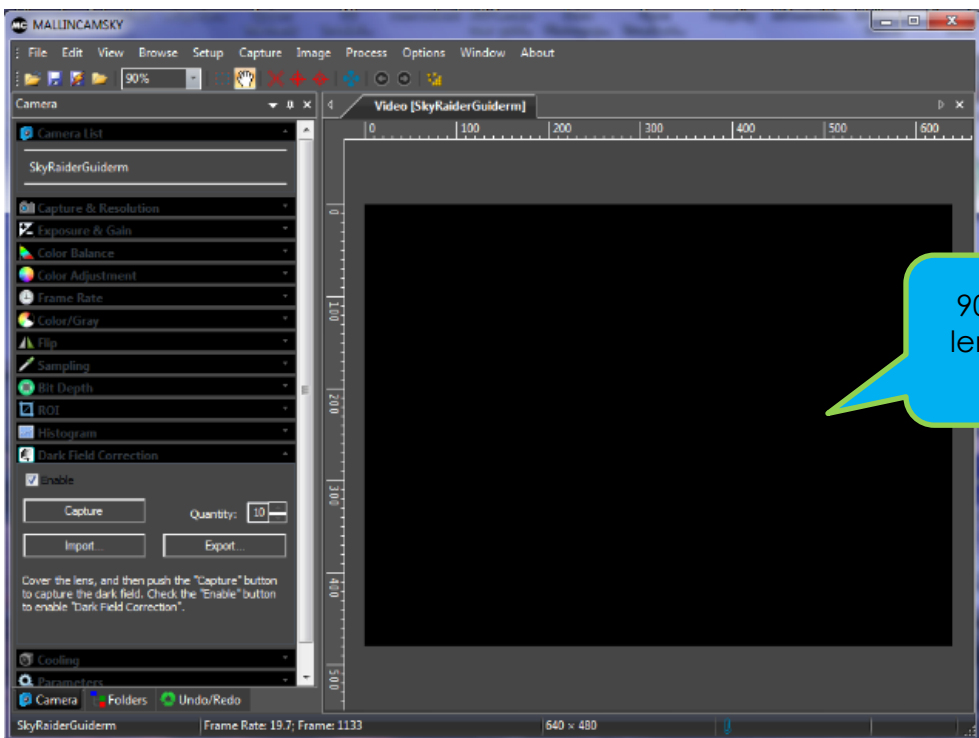 MALLINCAMSKY
File Edit View Browse Setup Capture Image Process Options Window About
90%
Camera
Video [SkyRaiderGuiderm]
Camera List
0 100 200 300 400 500 600
SkyRaiderGuiderm
Capture & Resolution
Exposure & Gain
Color Balance
Color Adjustment
Frame Rate
Color/Gray
Flip
Sampling
Bit Depth
ROI
Histogram
Dark Field Correction
Enable
Capture
Quantity: 10
Import...
Export...
Cover the lens, and then push the "Capture" button
to capture the dark field. Check the "Enable" button
to enable "Dark Field Correction".
Cooling
Parameters
Camera Folders Undo/Redo
0
100
200
300
400
500
90
len
SkyRaiderGuiderm
Frame Rate: 19.7; Frame: 1133
640 × 480